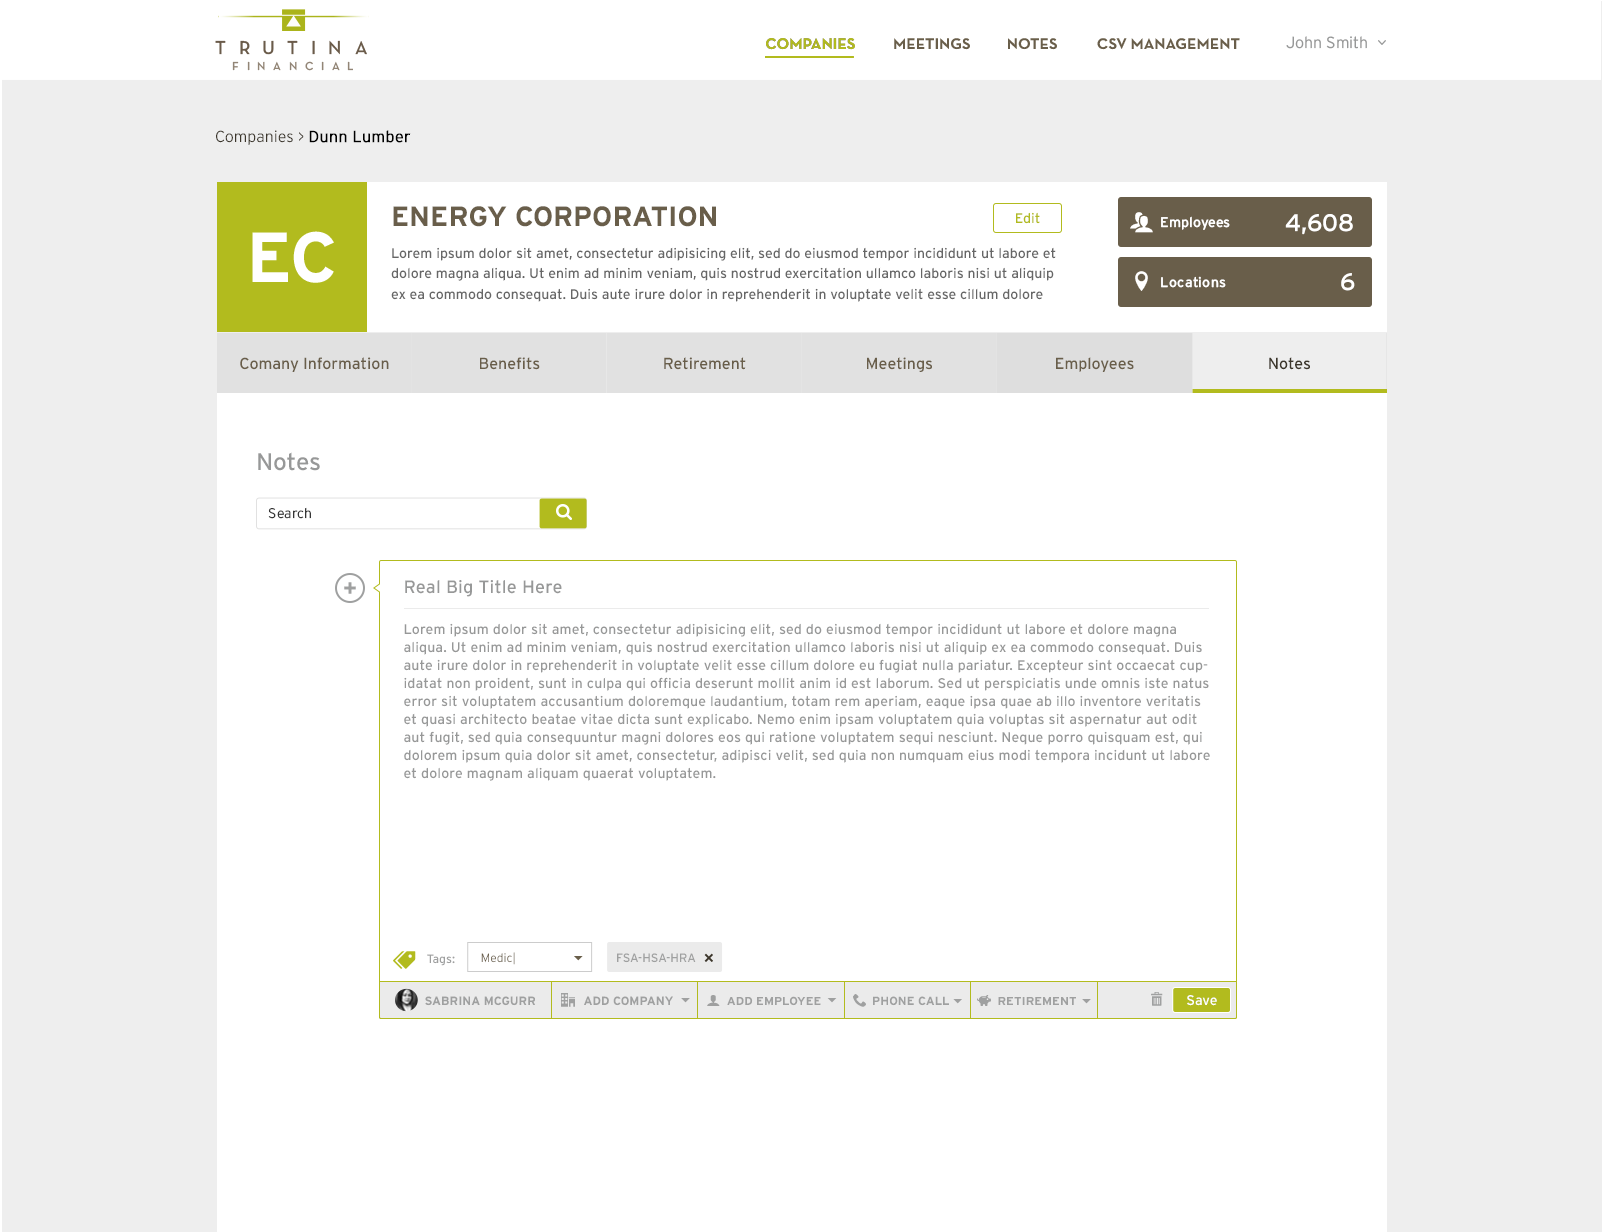 TRUTINA
FINANCIAL
COMPANIES MEETINGS NOTES CSV MANAGEMENT John Smith
Companies > Dunn Lumber
EC
ENERGY CORPORATION
Edit
Lorem ipsum dolor sit amet, consectetur adipisicing elit, sed do eiusmod tempor incididunt ut labore et
dolore magna aliqua. Ut enim ad minim veniam, quis nostrud exercitation ullamco laboris nisi ut aliquip
ex ea commodo consequat. Duis aute irure dolor in reprehenderit in voluptate velit esse cillum dolore
Employees 4,608
Locations 6
Comany Information Benefits Retirement Meetings Employees Notes
Notes
Search
Real Big Title Here
Lorem ipsum dolor sit amet, consectetur adipisicing elit, sed do eiusmod tempor incididunt ut labore et dolore magna
aliqua. Ut enim ad minim veniam, quis nostrud exercitation ullamco laboris nisi ut aliquip ex ea commodo consequat. Duis
aute irure dolor in reprehenderit in voluptate velit esse cillum dolore eu fugiat nulla pariatur. Excepteur sint occaecat cup-
idatat non proident, sunt in culpa qui officia deserunt mollit anim id est laborum. Sed ut perspiciatis unde omnis iste natus
error sit voluptatem accusantium doloremque laudantium, totam rem aperiam, eaque ipsa quae ab illo inventore veritatis
et quasi architecto beatae vitae dicta sunt explicabo. Nemo enim ipsam voluptatem quia voluptas sit aspernatur aut odit
aut fugit, sed quia consequuntur magni dolores eos qui ratione voluptatem sequi nesciunt. Neque porro quisquam est, qui
dolorem ipsum quia dolor sit amet, consectetur, adipisci velit, sed quia non numquam eius modi tempora incidunt ut labore
et dolore magnam aliquam quaerat voluptatem.
Tags: Medic FSA-HSA-HRA
SABRINA MCGURR ADD COMPANY ADD EMPLOYEE PHONE CALL RETIREMENT Save